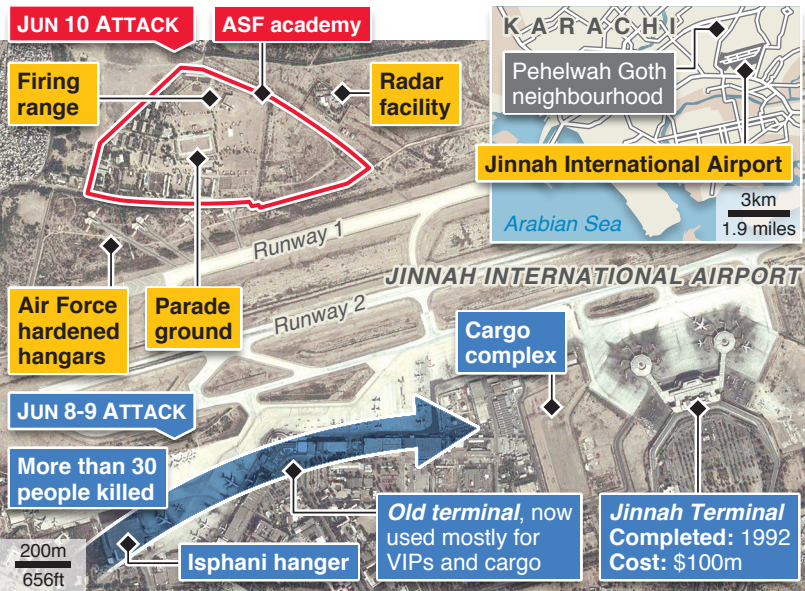 JUN 10 ATTACK
ASF academy
Firing
range
Radar
facility
KARACHI
Pehelwah Goth
neighbourhood
Jinnah International Airport
Arabian Sea
3km
1.9 miles
Runway 1
JINNAH INTERNATIONAL AIRPORT
Air Force
hardened
hangars
Parade
ground
Runway 2
Cargo
complex
JUN 8-9 ATTACK
More than 30
people killed
Old terminal, now
used mostly for
VIPs and cargo
Jinnah Terminal
Completed: 1992
Cost: $100m
Isphani hanger
200m
656ft